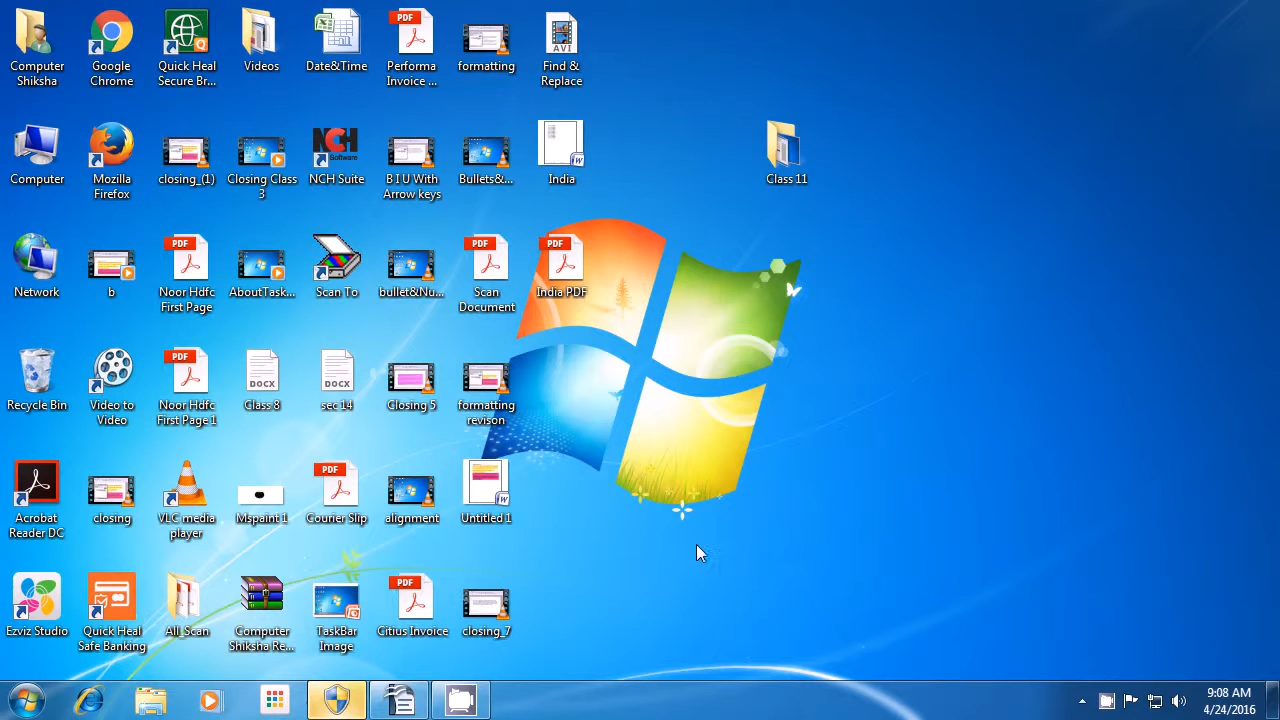 Computer
Shiksha
Google
Chrome
Quick Heal
Secure Br...
Videos
Date&Time
PDF
Performa
Invoice ...
formatting
AVI
Find &
Replace
Computer
Mozilla
Firefox
closing_(1)
Closing Class
3
NCH
Software
NCH Suite
B I U With
Arrow keys
Bullets&...
India
Class 11
Network
b
PDF
Noor Hdfc
First Page
AboutTask...
Scan To
bullet&Nu...
PDF
Scan
Document
PDF
India PDF
Recycle Bin
Video to
Video
PDF
Noor Hdfc
First Page 1
DOCX
Class 8
DOCX
sec 14
Closing 5
formatting
revison
Acrobat
Reader DC
closing
VLC media
player
Mspaint 1
PDF
Courier Slip
alignment
Untitled 1
Ezviz Studio
Quick Heal
Safe Banking
All_Scan
Computer
Shiksha Re...
TaskBar
Image
PDF
Citius Invoice
closing_7
9:08 AM
4/24/2016